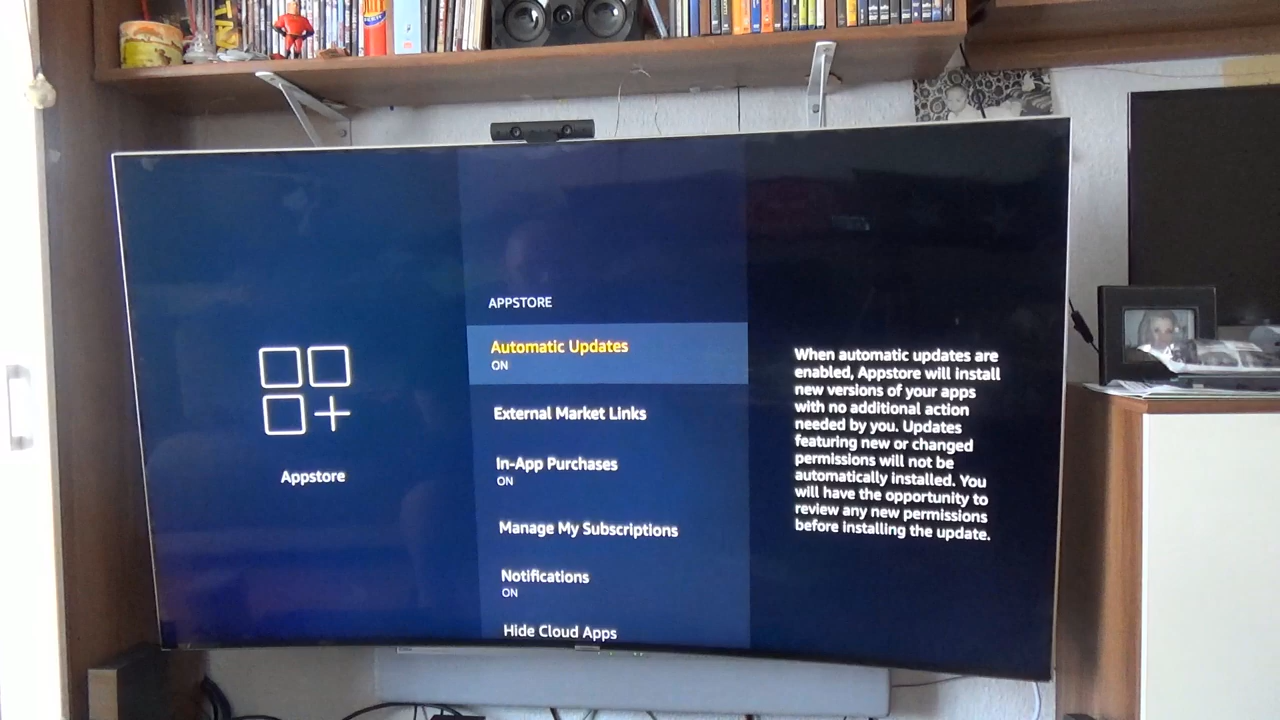 APPSTORE
Automatic Updates
ON
External Market Links
In-App Purchases
ON
Manage My Subscriptions
Notifications
ON
Hide Cloud Apps
Appstore
When automatic updates are
enabled, Appstore will install
new versions of your apps
with no additional action
needed by you. Updates
featuring new or changed
permissions will not be
automatically installed. You
will have the opportunity to
review any new permissions
before installing the update.